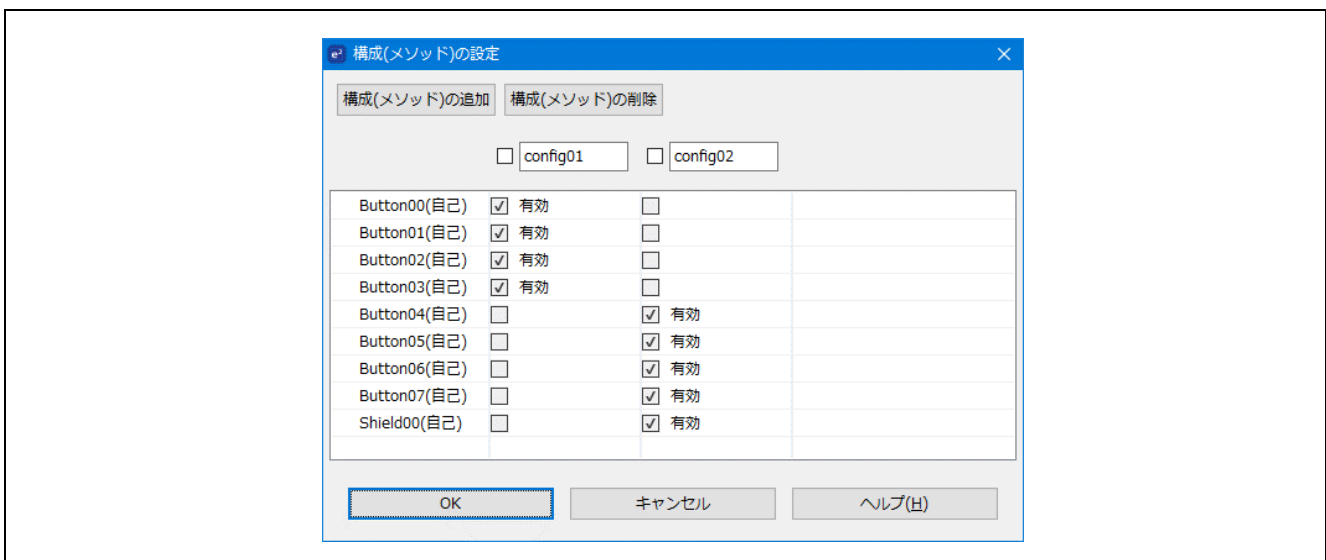 e² 構成(メソッド)の設定
構成(メソッド)の追加 構成(メソッド)の削除
config01 config02
Button00(自己) 有効
Button01(自己) 有効
Button02(自己) 有効
Button03(自己) 有効
Button04(自己) 有効
Button05(自己) 有効
Button06(自己) 有効
Button07(自己) 有効
Shield00(自己) 有効
OK キャンセル ヘルプ(H)